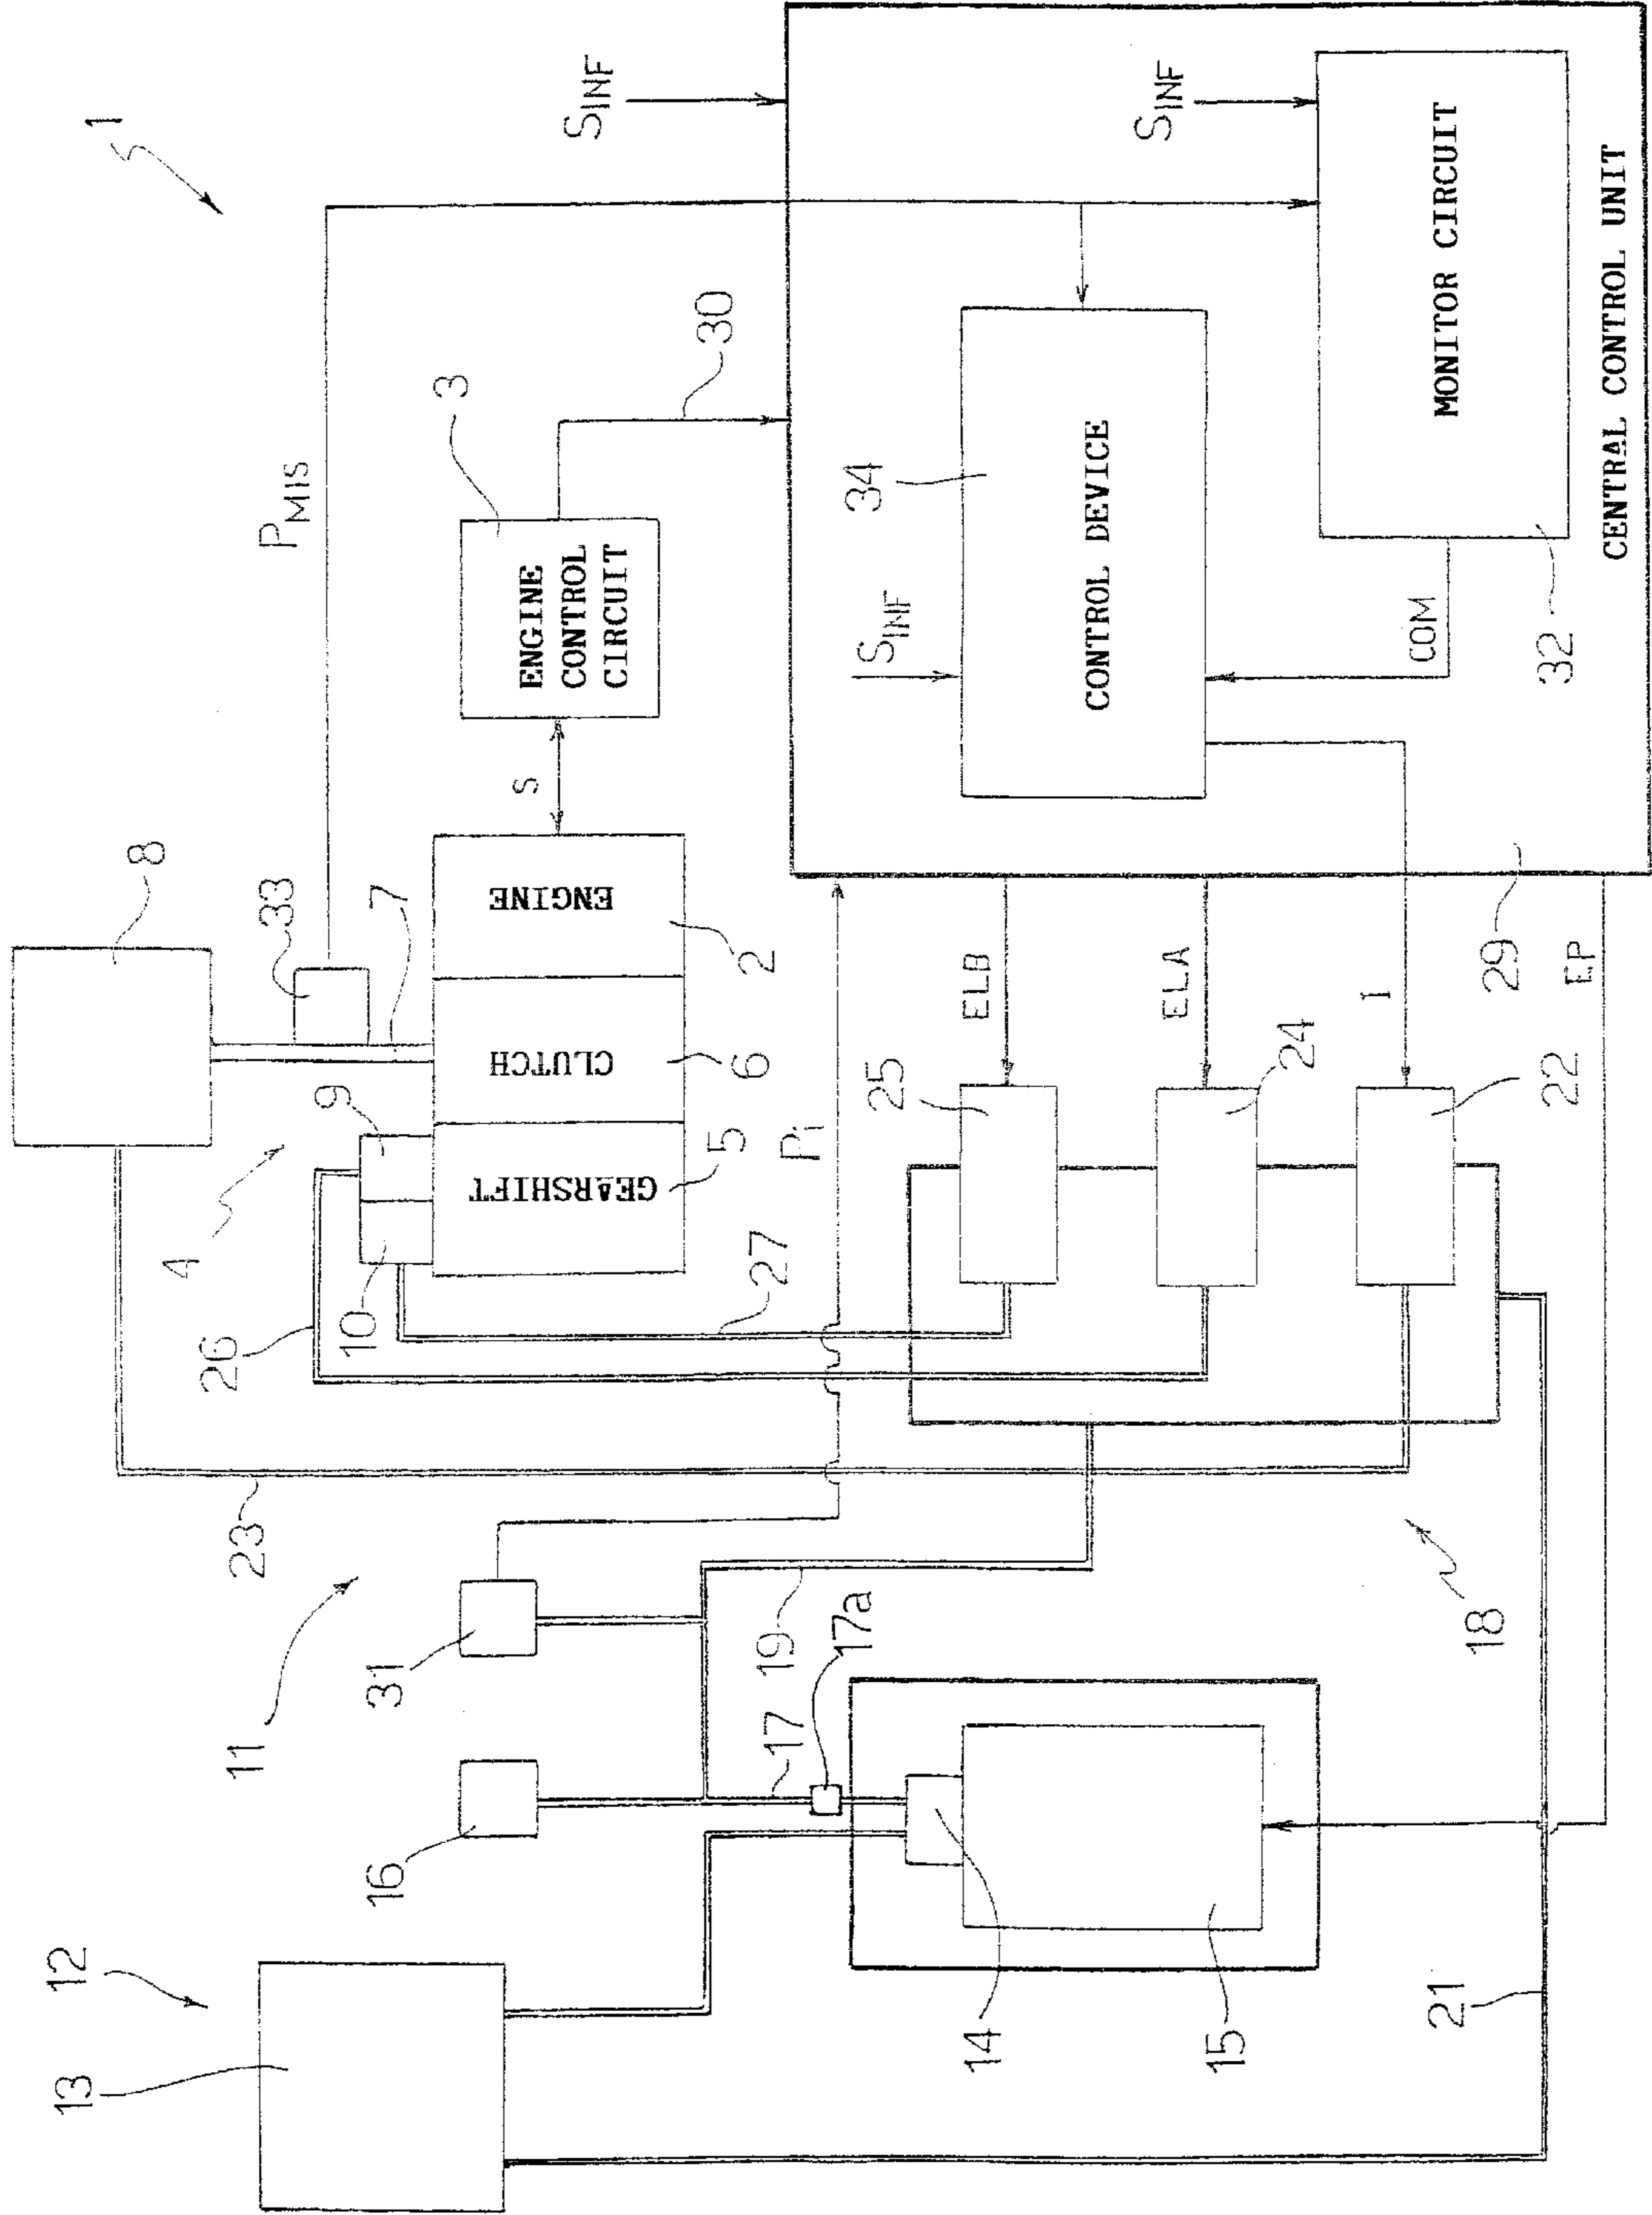 1
S_INF
P_MIS
3
30
ENGINE
CONTROL
CIRCUIT
S
8
33
7
ENGINE
2
CLUTCH
6
GEARSHIFT
5
9
10
4
26
27
23
Pi
S_INF
MONITOR CIRCUIT
32
CENTRAL CONTROL UNIT
34
S_INF
CONTROL DEVICE
COM
29
ELB
ELA
I
EP
25
24
22
11
31
16
17
17a
19
18
12
13
14
15
21